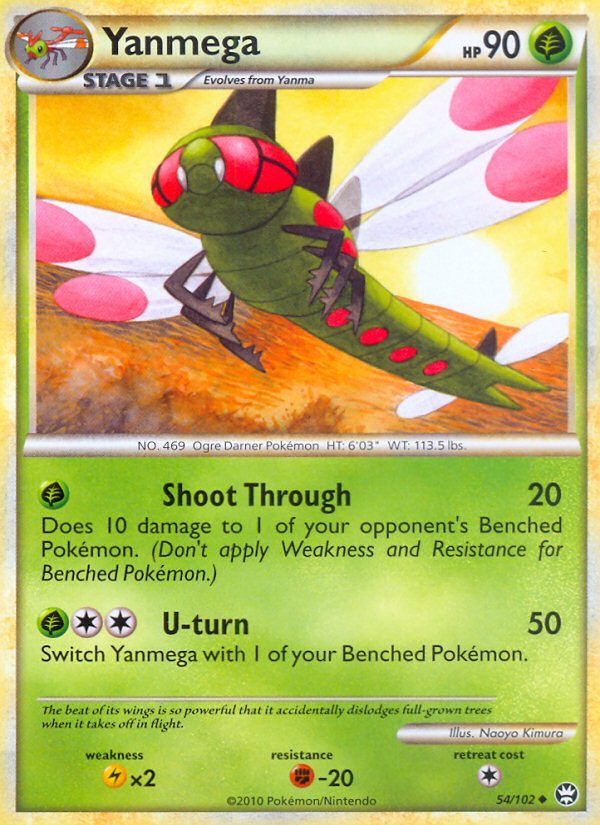 Yanmega
HP 90
STAGE 1
Evolves from Yanma
NO. 469 Ogre Darner Pokémon HT: 6'03" WT: 113.5 lbs.
Shoot Through 20
Does 10 damage to 1 of your opponent's Benched
Pokémon. (Don't apply Weakness and Resistance for
Benched Pokémon.)
U-turn 50
Switch Yanmega with 1 of your Benched Pokémon.
The beat of its wings is so powerful that it accidentally dislodges full-grown trees
when it takes off in flight.
Illus. Naoyo Kimura
weakness resistance retreat cost
×2 -20
©2010 Pokémon/Nintendo 54/102